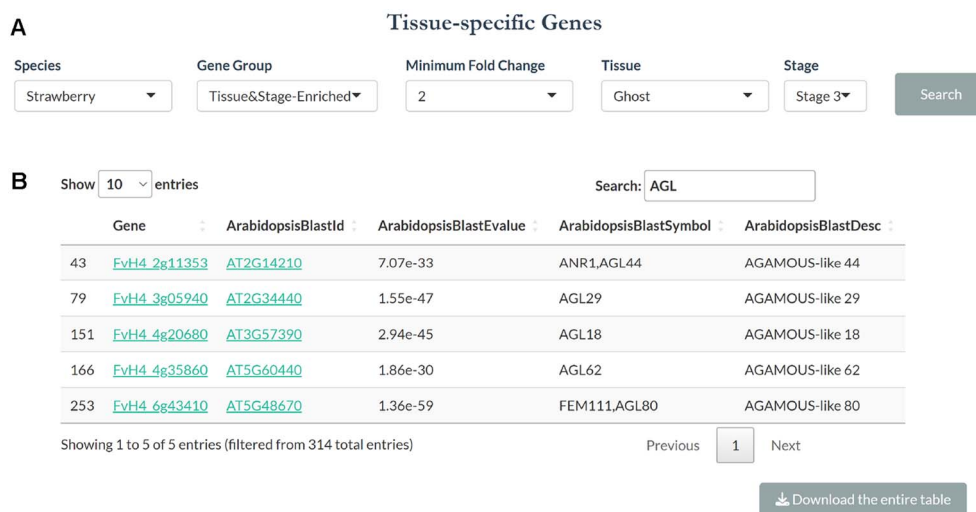 A
Tissue-specific Genes
Species Gene Group Minimum Fold Change Tissue Stage
Strawberry Tissue&Stage-Enriched 2 Ghost Stage 3 Search
B
Show 10 entries Search: AGL
Gene ArabidopsisBlastId ArabidopsisBlastEvalue ArabidopsisBlastSymbol ArabidopsisBlastDesc
43 FvH4_2g11353 AT2G14210 7.07e-33 ANR1,AGL44 AGAMOUS-like 44
79 FvH4_3g05940 AT2G34440 1.55e-47 AGL29 AGAMOUS-like 29
151 FvH4_4g20680 AT3G57390 2.94e-45 AGL18 AGAMOUS-like 18
166 FvH4_4g35860 AT5G60440 1.86e-30 AGL62 AGAMOUS-like 62
253 FvH4_6g43410 AT5G48670 1.36e-59 FEM111,AGL80 AGAMOUS-like 80
Showing 1 to 5 of 5 entries (filtered from 314 total entries) Previous 1 Next
Download the entire table